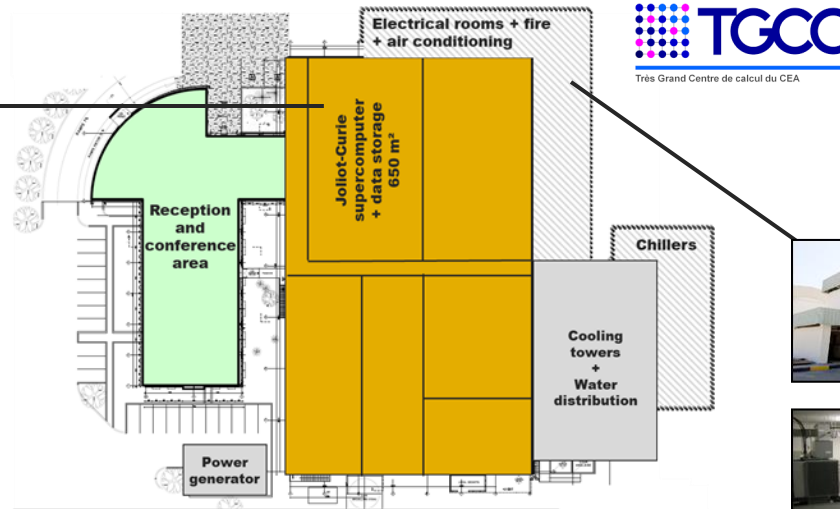 Electrical rooms + fire
+ air conditioning
TGCC
Très Grand Centre de calcul du CEA
Joliot-Curie
supercomputer
+ data storage
650 m²
Reception
and
conference
area
Chillers
Cooling
towers
+
Water
distribution
Power
generator